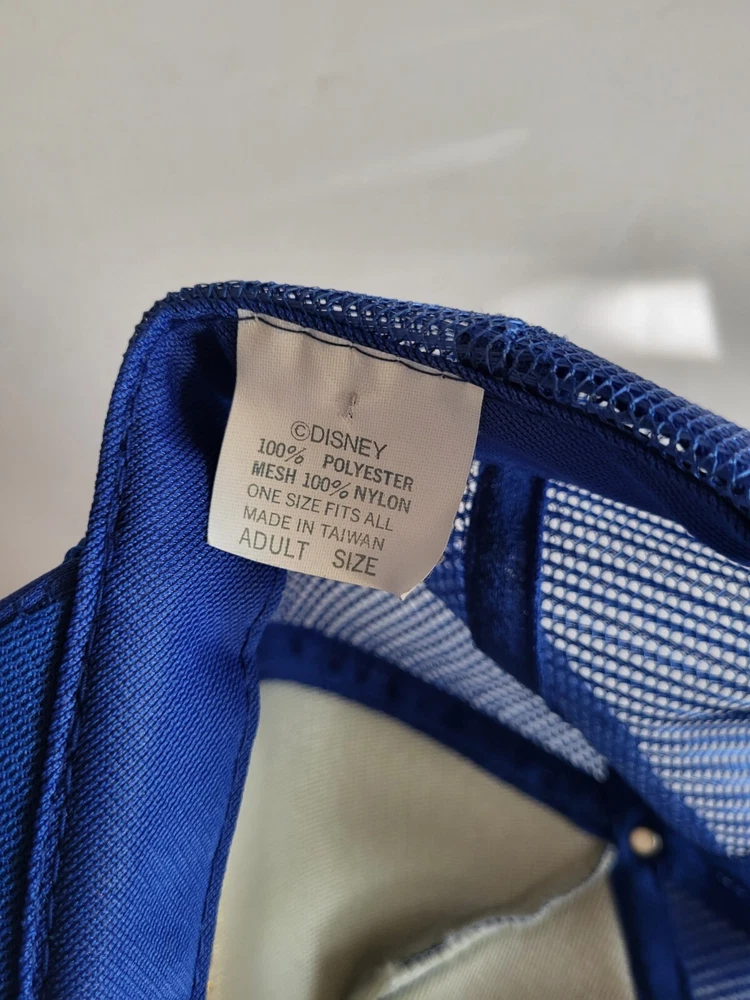 ©DISNEY
100% POLYESTER
MESH 100% NYLON
ONE SIZE FITS ALL
MADE IN TAIWAN
ADULT SIZE